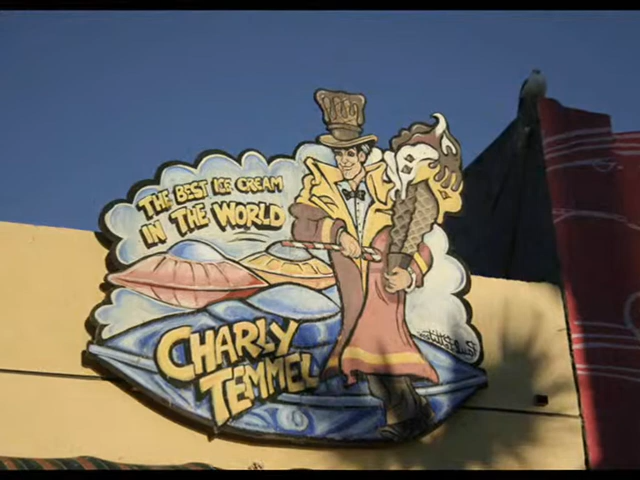 THE BEST ICE CREAM
IN THE WORLD
CHARLY
TEMMEL